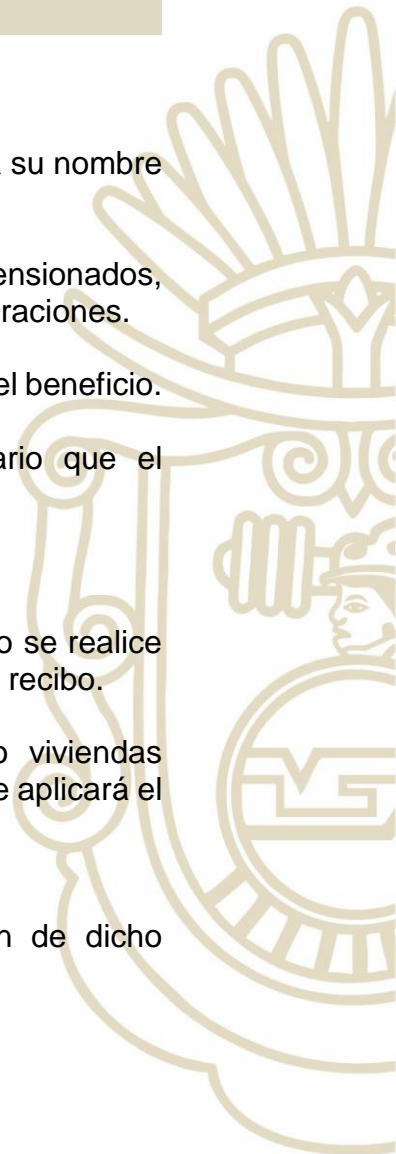 su nombre
ensionados,
raciones.
el beneficio.
ario que el
o se realice
recibo.
o viviendas
e aplicará el
n de dicho